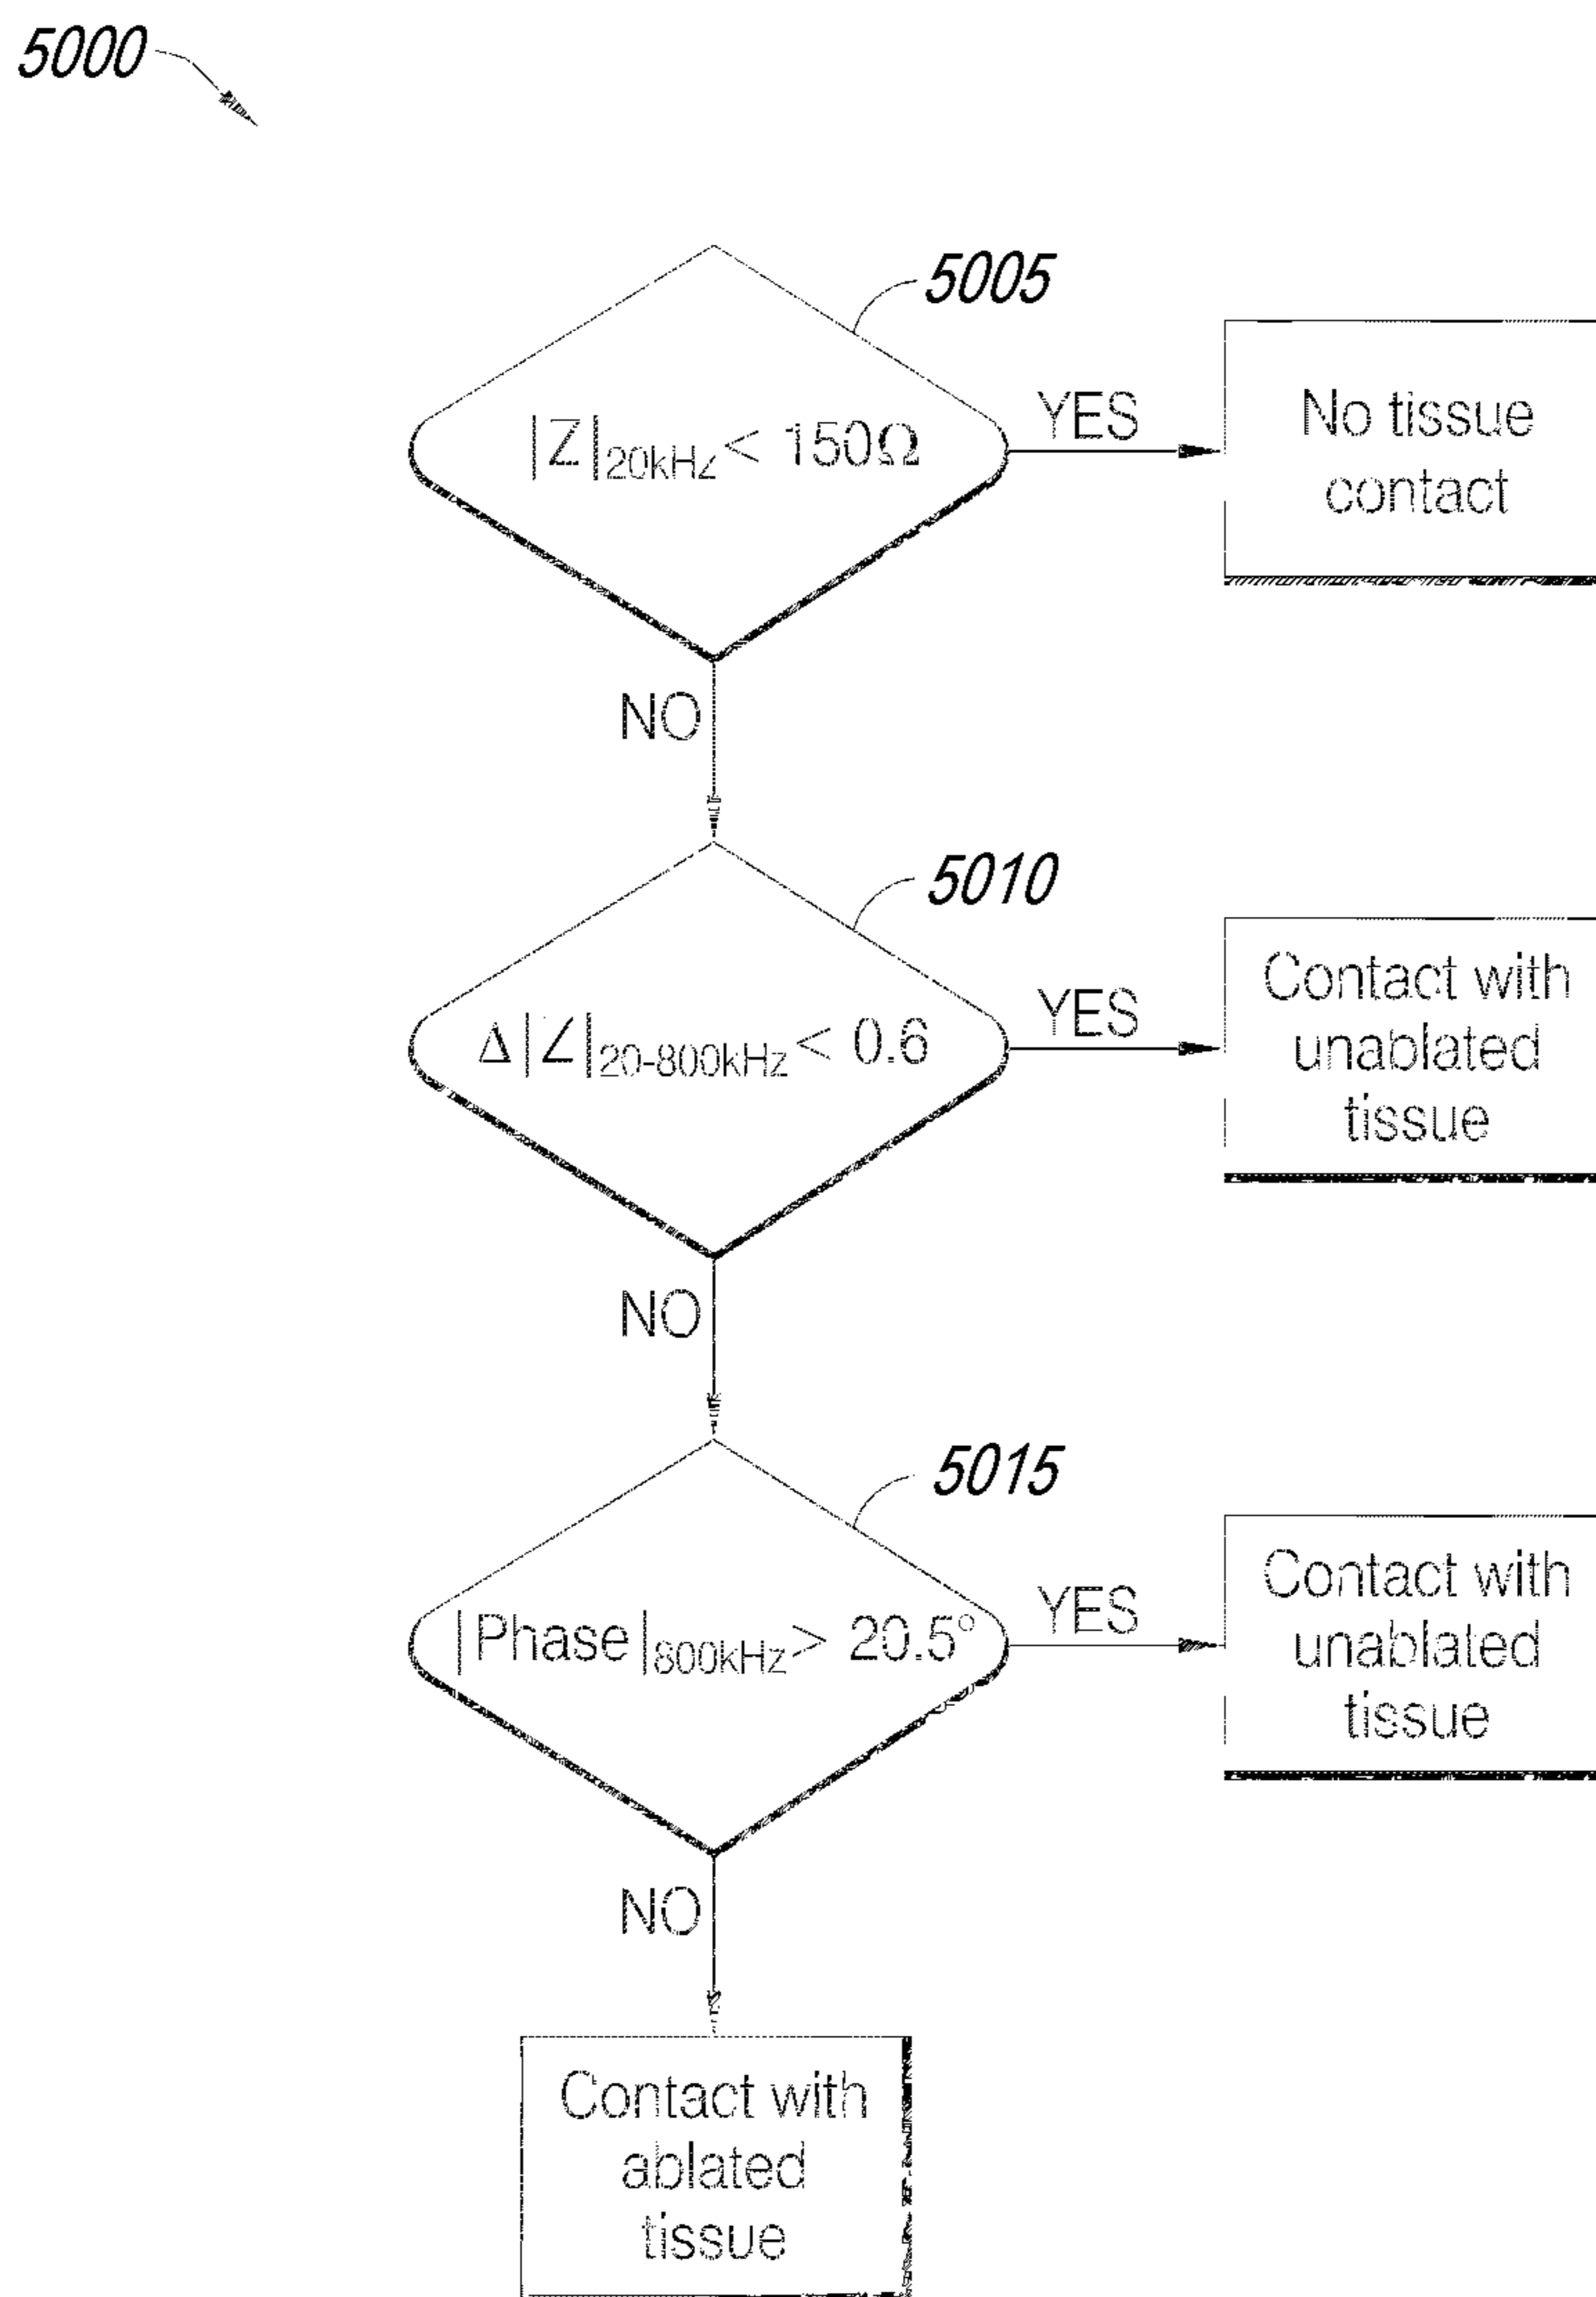 5000
5005
|Z|20kHz < 150Ω
YES
No tissue
contact
NO
5010
Δ|Z|20-800kHz < 0.6
YES
Contact with
unablated
tissue
NO
5015
|Phase|800kHz > 20.5°
YES
Contact with
unablated
tissue
NO
Contact with
ablated
tissue